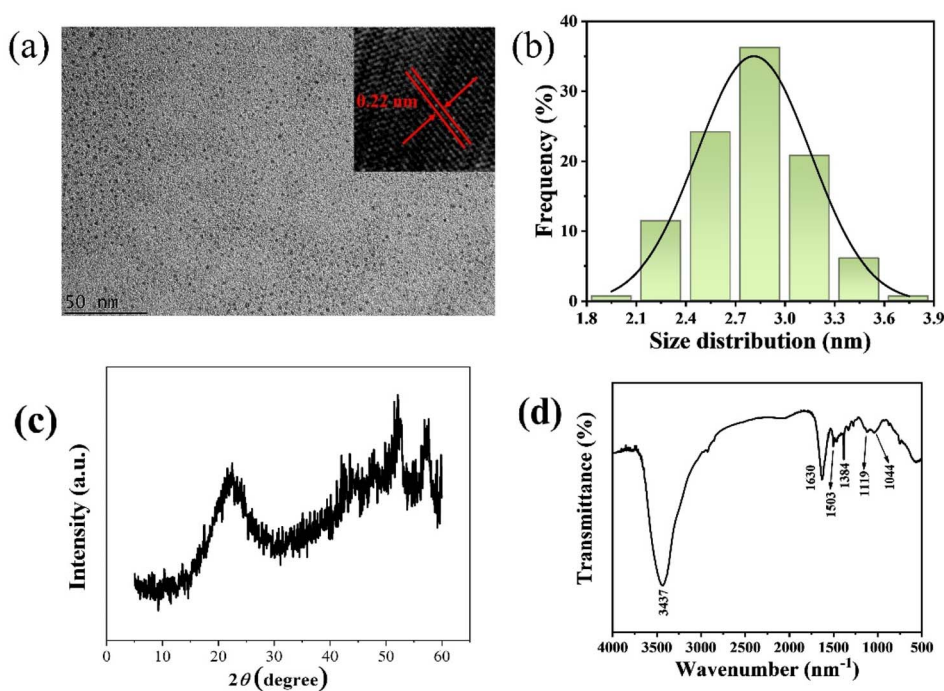 (a)
0.22 nm
50 nm
(b)
Frequency (%)
40
30
20
10
0
1.8 2.1 2.4 2.7 3.0 3.3 3.6 3.9
Size distribution (nm)
(c)
Intensity (a.u.)
0 10 20 30 40 50 60
2θ (degree)
(d)
Transmittance (%)
3437
1630
1503
1384
1119
1044
4000 3500 3000 2500 2000 1500 1000 500
Wavenumber (nm⁻¹)